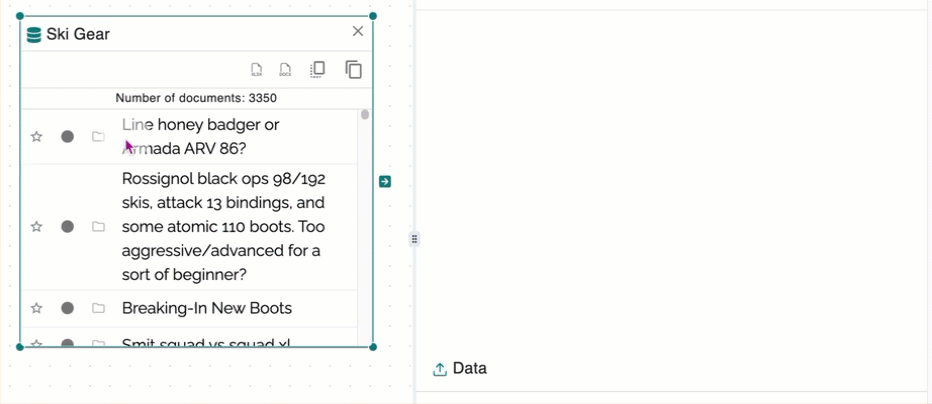 Ski Gear
XLSX
DOCX
Number of documents: 3350
Line honey badger or
Armada ARV 86?
Rossignol black ops 98/192
skis, attack 13 bindings, and
some atomic 110 boots. Too
aggressive/advanced for a
sort of beginner?
Breaking-In New Boots
Smit squad vs squad xl
Data